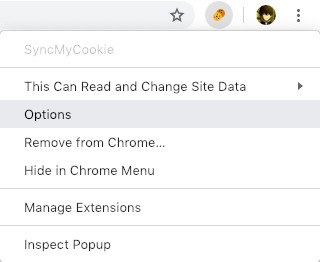 SyncMyCookie
This Can Read and Change Site Data
Options
Remove from Chrome...
Hide in Chrome Menu
Manage Extensions
Inspect Popup